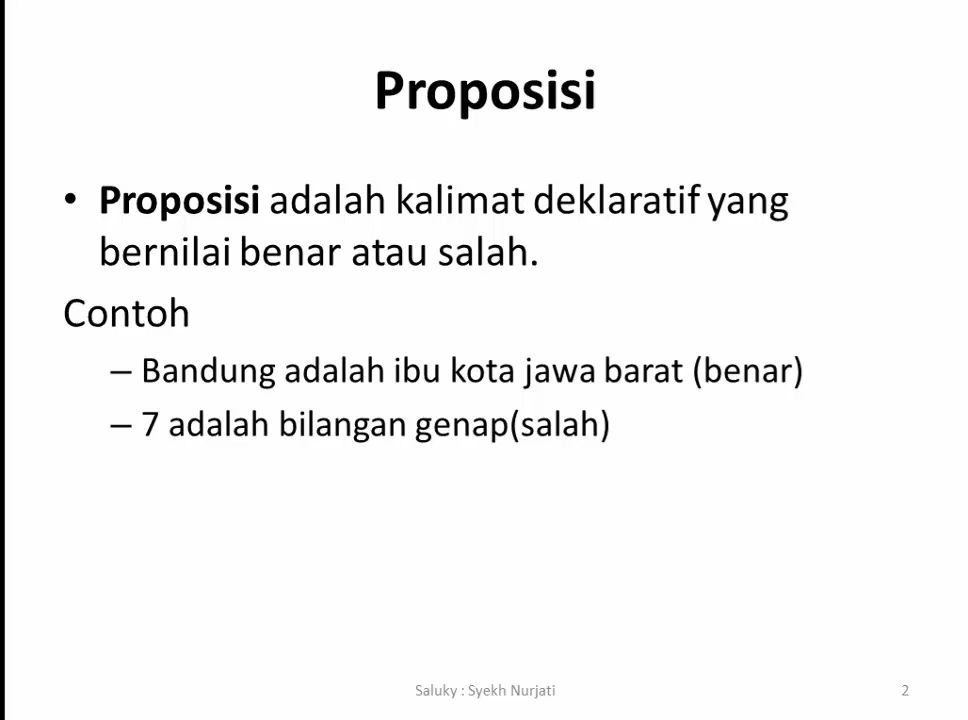 Proposisi
• Proposisi adalah kalimat deklaratif yang
bernilai benar atau salah.
Contoh
– Bandung adalah ibu kota jawa barat (benar)
– 7 adalah bilangan genap(salah)
Saluky : Syekh Nurjati
2